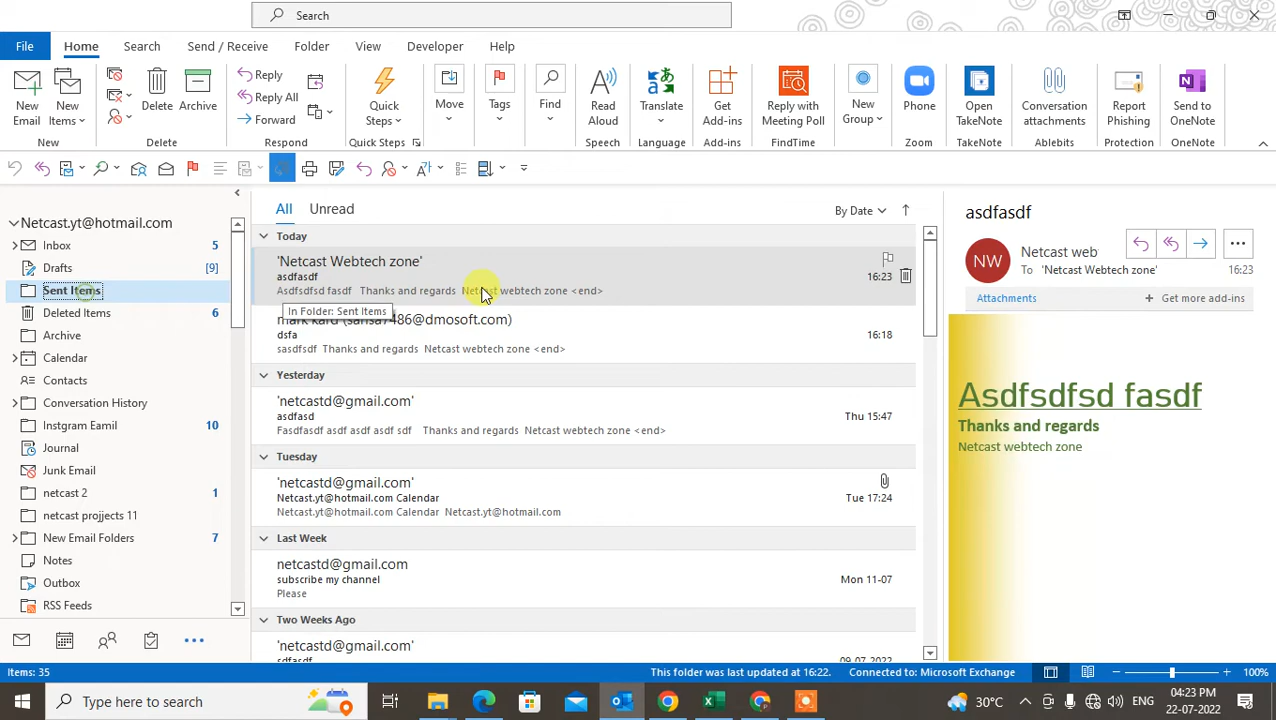 Search
File Home Search Send / Receive Folder View Developer Help
New Email
New Items
Delete
Archive
Reply
Reply All
Forward
Quick Steps
Move
Tags
Find
Read Aloud
Translate
Get Add-ins
Reply with Meeting Poll
New Group
Phone
Open TakeNote
Conversation attachments
Report Phishing
Send to OneNote
New Delete Respond Quick Steps Speech Language Add-ins FindTime Zoom TakeNote Ablebits Protection OneNote
Netcast.yt@hotmail.com
Inbox 5
Drafts [9]
Sent Items
Deleted Items 6
Archive
Calendar
Contacts
Conversation History
Instgram Eamil 10
Journal
Junk Email
netcast 2 1
netcast projjects 11
New Email Folders 7
Notes
Outbox
RSS Feeds
All Unread By Date
Today
'Netcast Webtech zone'
asdfasdf 16:23
Asdfsdfsd fasdf Thanks and regards Netcast webtech zone <end>
In Folder: Sent Items
dsfa 16:18
sasdfsdf Thanks and regards Netcast webtech zone <end>
Yesterday
'netcastd@gmail.com'
asdfasd Thu 15:47
Fasdfasdf asdf asdf asdf sdf Thanks and regards Netcast webtech zone <end>
Tuesday
'netcastd@gmail.com'
Netcast.yt@hotmail.com Calendar Tue 17:24
Netcast.yt@hotmail.com Calendar Netcast.yt@hotmail.com
Last Week
netcastd@gmail.com
subscribe my channel Mon 11-07
Please
Two Weeks Ago
'netcastd@gmail.com'
sdfasdf 09-07-2022
asdfasdf
NW
Netcast web
To 'Netcast Webtech zone' 16:23
Attachments + Get more add-ins
Asdfsdfsd fasdf
Thanks and regards
Netcast webtech zone
Items: 35 This folder was last updated at 16:22. Connected to: Microsoft Exchange 100%
Type here to search 30°C ENG 04:23 PM
22-07-2022